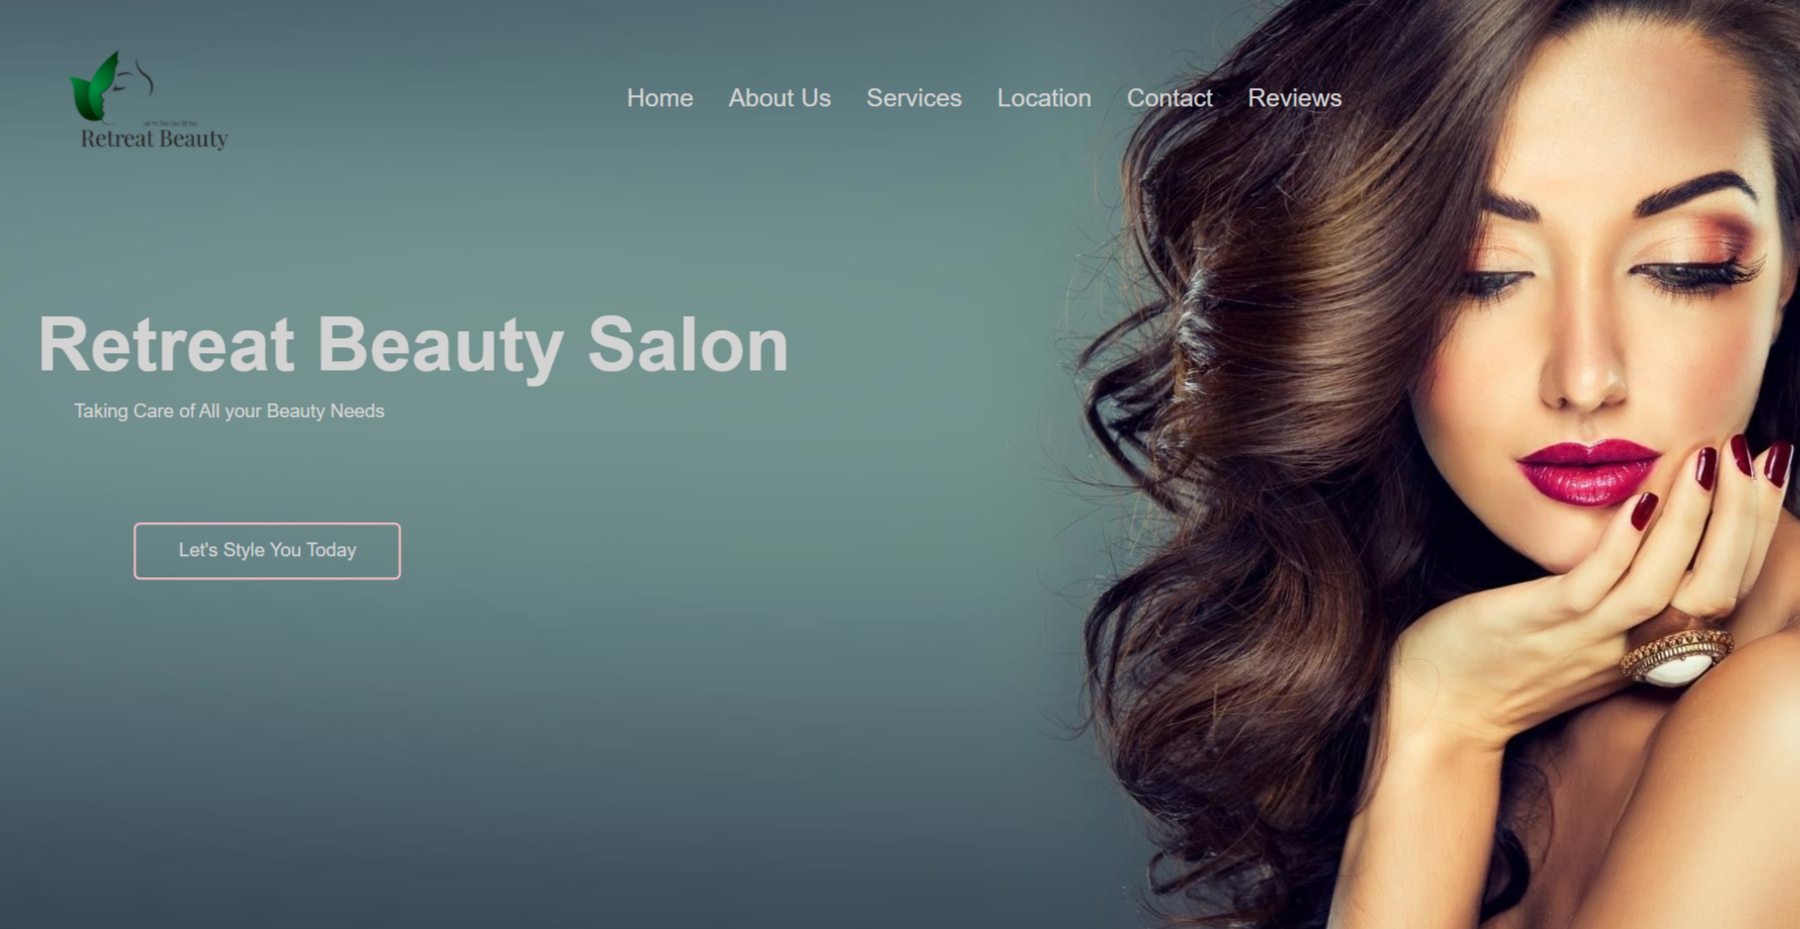 Retreat Beauty
Home About Us Services Location Contact Reviews
Retreat Beauty Salon
Taking Care of All your Beauty Needs
Let's Style You Today